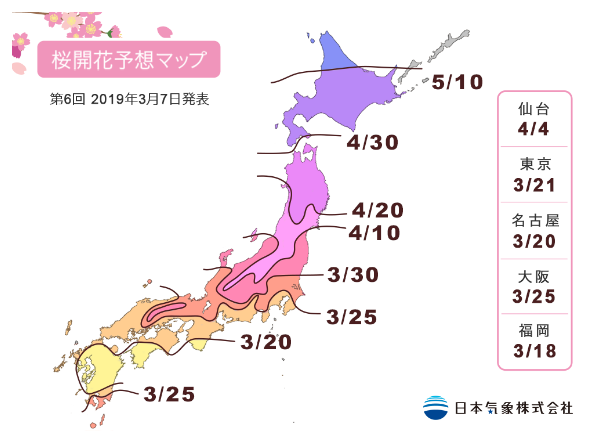 桜開花予想マップ
第6回 2019年3月7日発表
5/10
4/30
4/20
4/10
3/30
3/25
3/20
3/25
仙台
4/4
東京
3/21
名古屋
3/20
大阪
3/25
福岡
3/18
日本気象株式会社